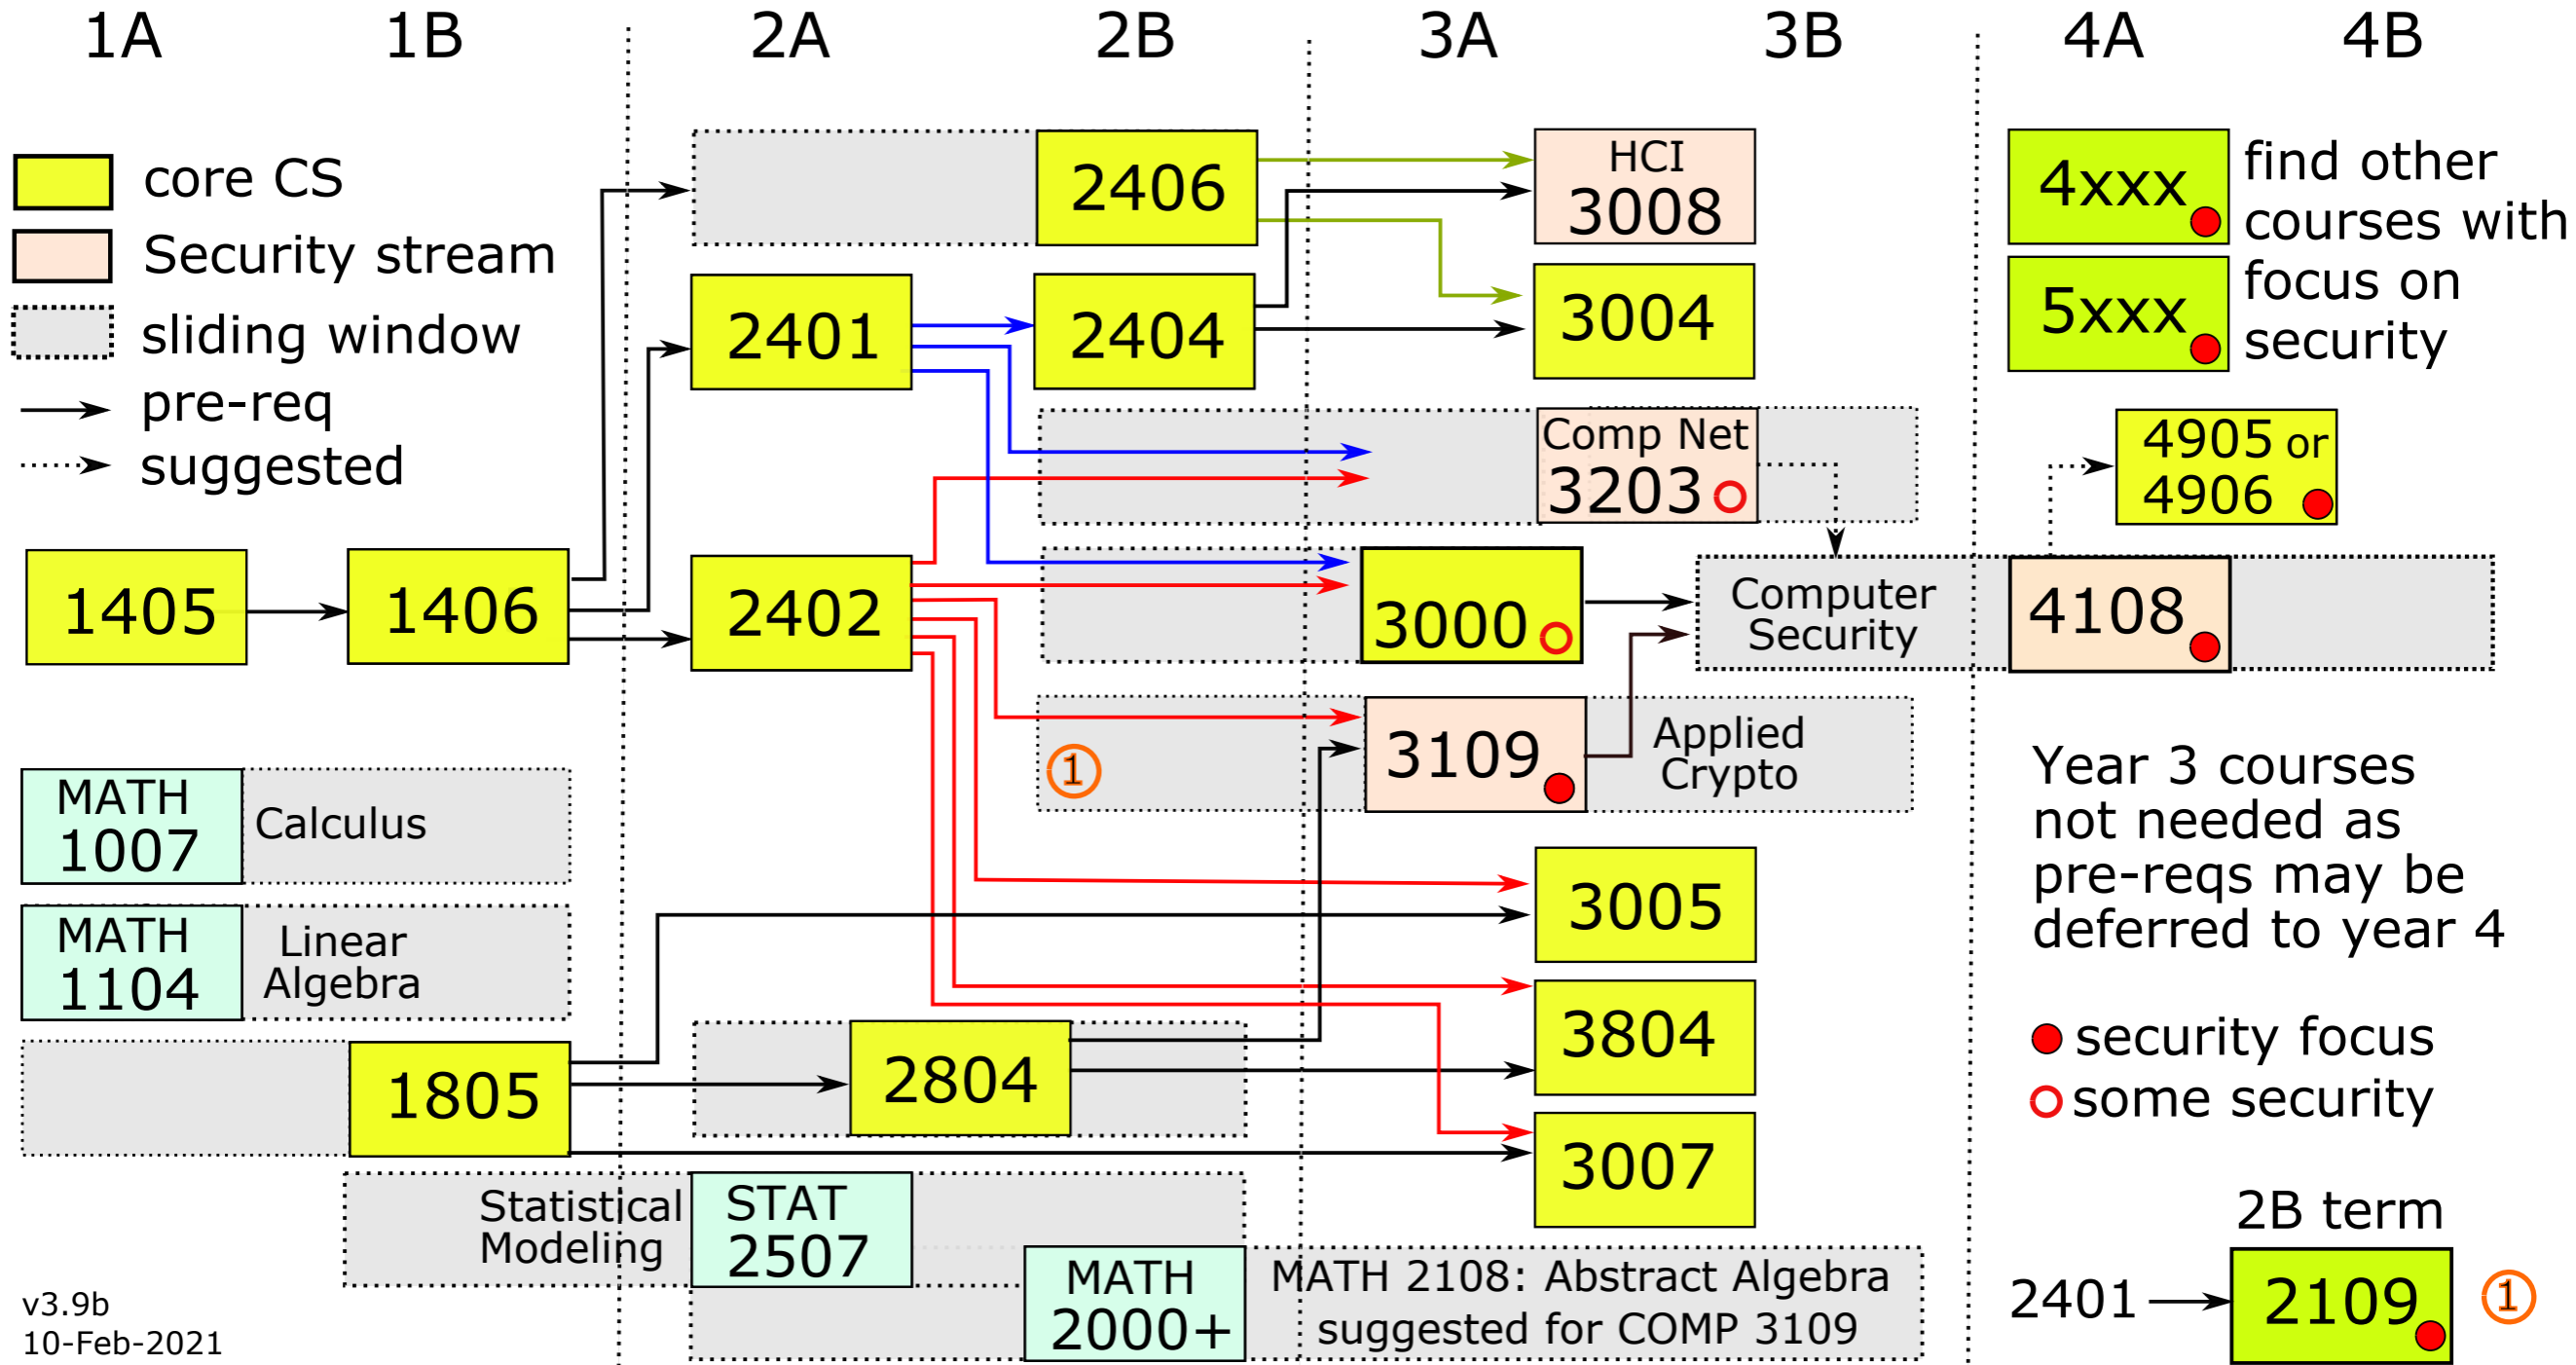 1A 1B 2A 2B 3A 3B 4A 4B
core CS
Security stream
sliding window
pre-req
suggested
2406
HCI
3008
4xxx
find other
courses with
focus on
security
5xxx
2401
2404
3004
Comp Net
3203
4905 or
4906
1405
1406
2402
3000
Computer
Security
4108
1
3109
Applied
Crypto
MATH
1007
Calculus
MATH
1104
Linear
Algebra
Year 3 courses
not needed as
pre-reqs may be
deferred to year 4
3005
3804
1805
2804
3007
security focus
some security
Statistical
Modeling
STAT
2507
MATH
2000+
MATH 2108: Abstract Algebra
suggested for COMP 3109
2B term
2401
2109
1
v3.9b
10-Feb-2021